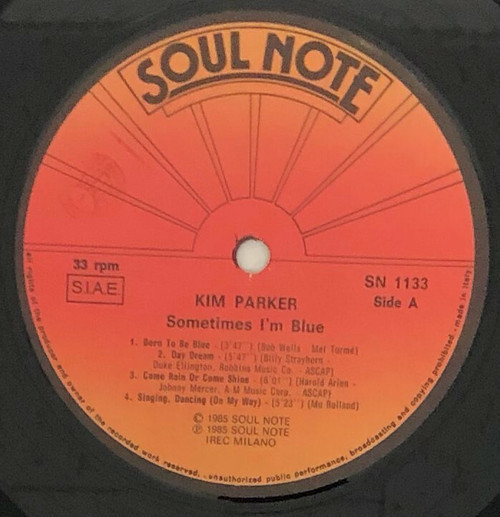 SOUL NOTE
33 rpm
S.I.A.E
SN 1133
Side A
KIM PARKER
Sometimes I'm Blue
1. Born To Be Blue - (3'47") (Bob Wells - Mel Tormé)
2. Day Dream - (5'47") (Billy Strayhorn -
Duke Ellington, Robbins Music Co. - ASCAP)
3. Come Rain Or Come Shine - (6'01") (Harold Arlen -
Johnny Mercer, A-M Music Corp. - ASCAP)
4. Singing, Dancing (On My Way) - (5'23") (Mo Rolland)
© 1985 SOUL NOTE
℗ 1985 SOUL NOTE
IREC MILANO
all rights of the producer and owner of the recorded work reserved. - unauthorized public performance, broadcasting and copying prohibited - made in Italy